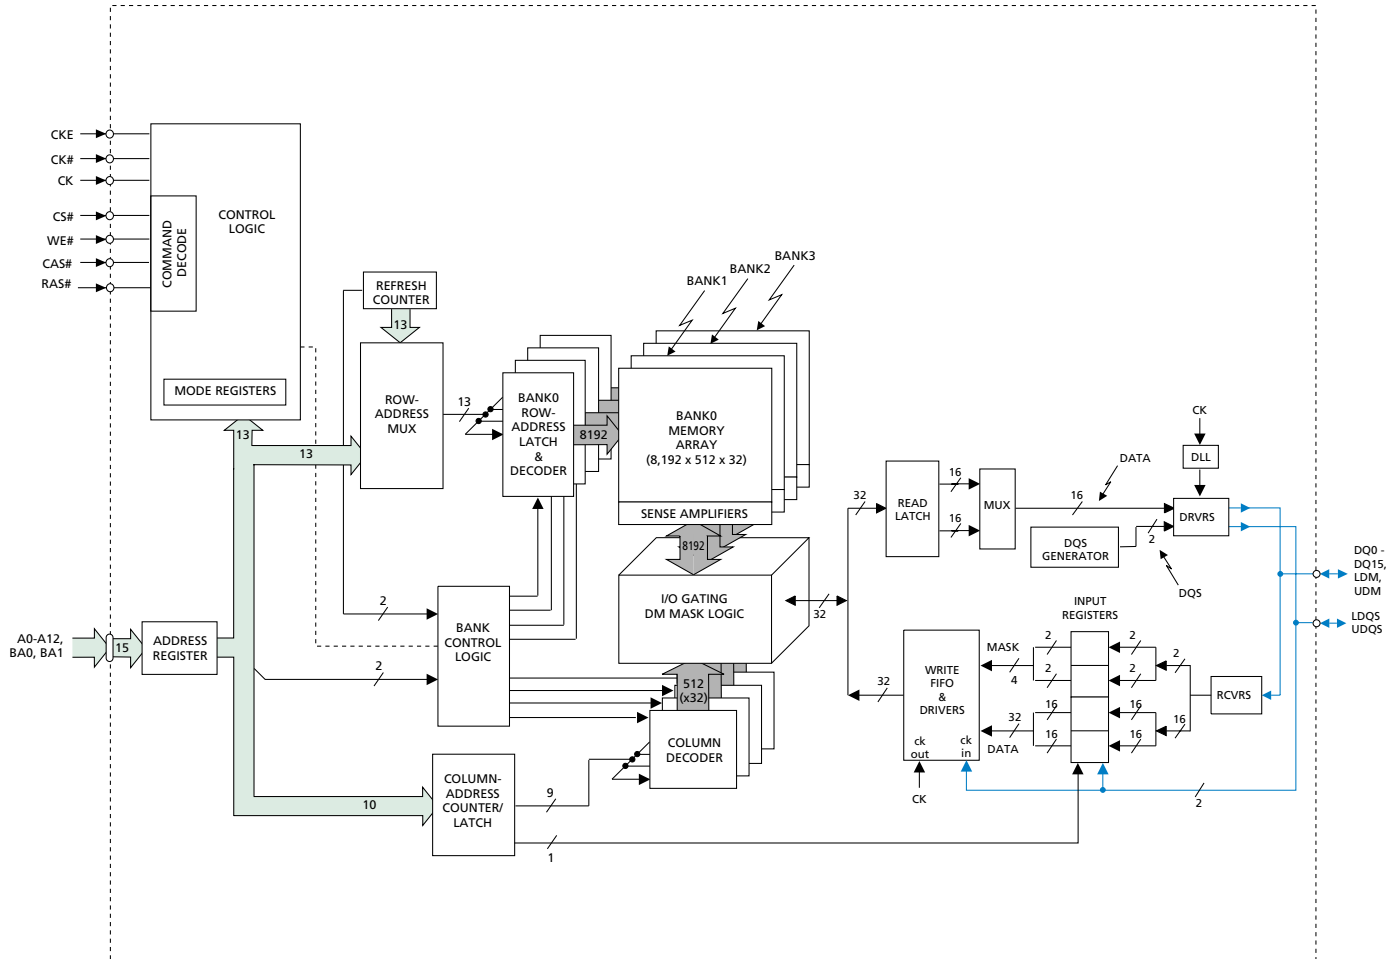 CKE
CK#
CK
CS#
WE#
CAS#
RAS#
COMMAND
DECODE
CONTROL
LOGIC
MODE REGISTERS
REFRESH
COUNTER
13
ROW-
ADDRESS
MUX
13
13
13
BANK0
ROW-
ADDRESS
LATCH
&
DECODER
8192
BANK1
BANK2
BANK3
BANK0
MEMORY
ARRAY
(8,192 x 512 x 32)
SENSE AMPLIFIERS
8192
I/O GATING
DM MASK LOGIC
32
512
(x32)
COLUMN
DECODER
2
2
BANK
CONTROL
LOGIC
A0-A12,
BA0, BA1
15
ADDRESS
REGISTER
10
COLUMN-
ADDRESS
COUNTER/
LATCH
9
1
32
READ
LATCH
16
16
MUX
16
DATA
CK
DLL
DRVRS
DQS
GENERATOR
2
DQS
DQ0 -
DQ15,
LDM,
UDM
LDQS
UDQS
INPUT
REGISTERS
32
WRITE
FIFO
&
DRIVERS
ck
out
ck
in
CK
MASK
4
32
DATA
2
2
16
16
2
2
16
16
2
16
RCVRS
2